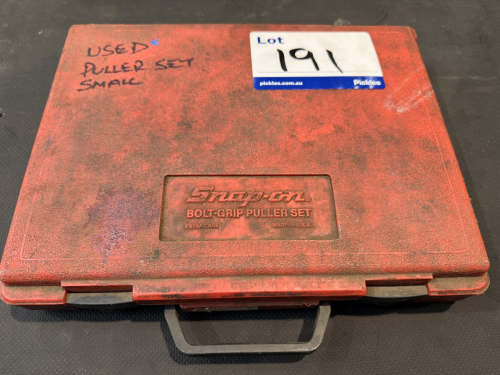 USED
PULLER SET
SMALL
Lot
191
pickles.com.au
Pickles
Snap-on
BOLT-GRIP PULLER SET